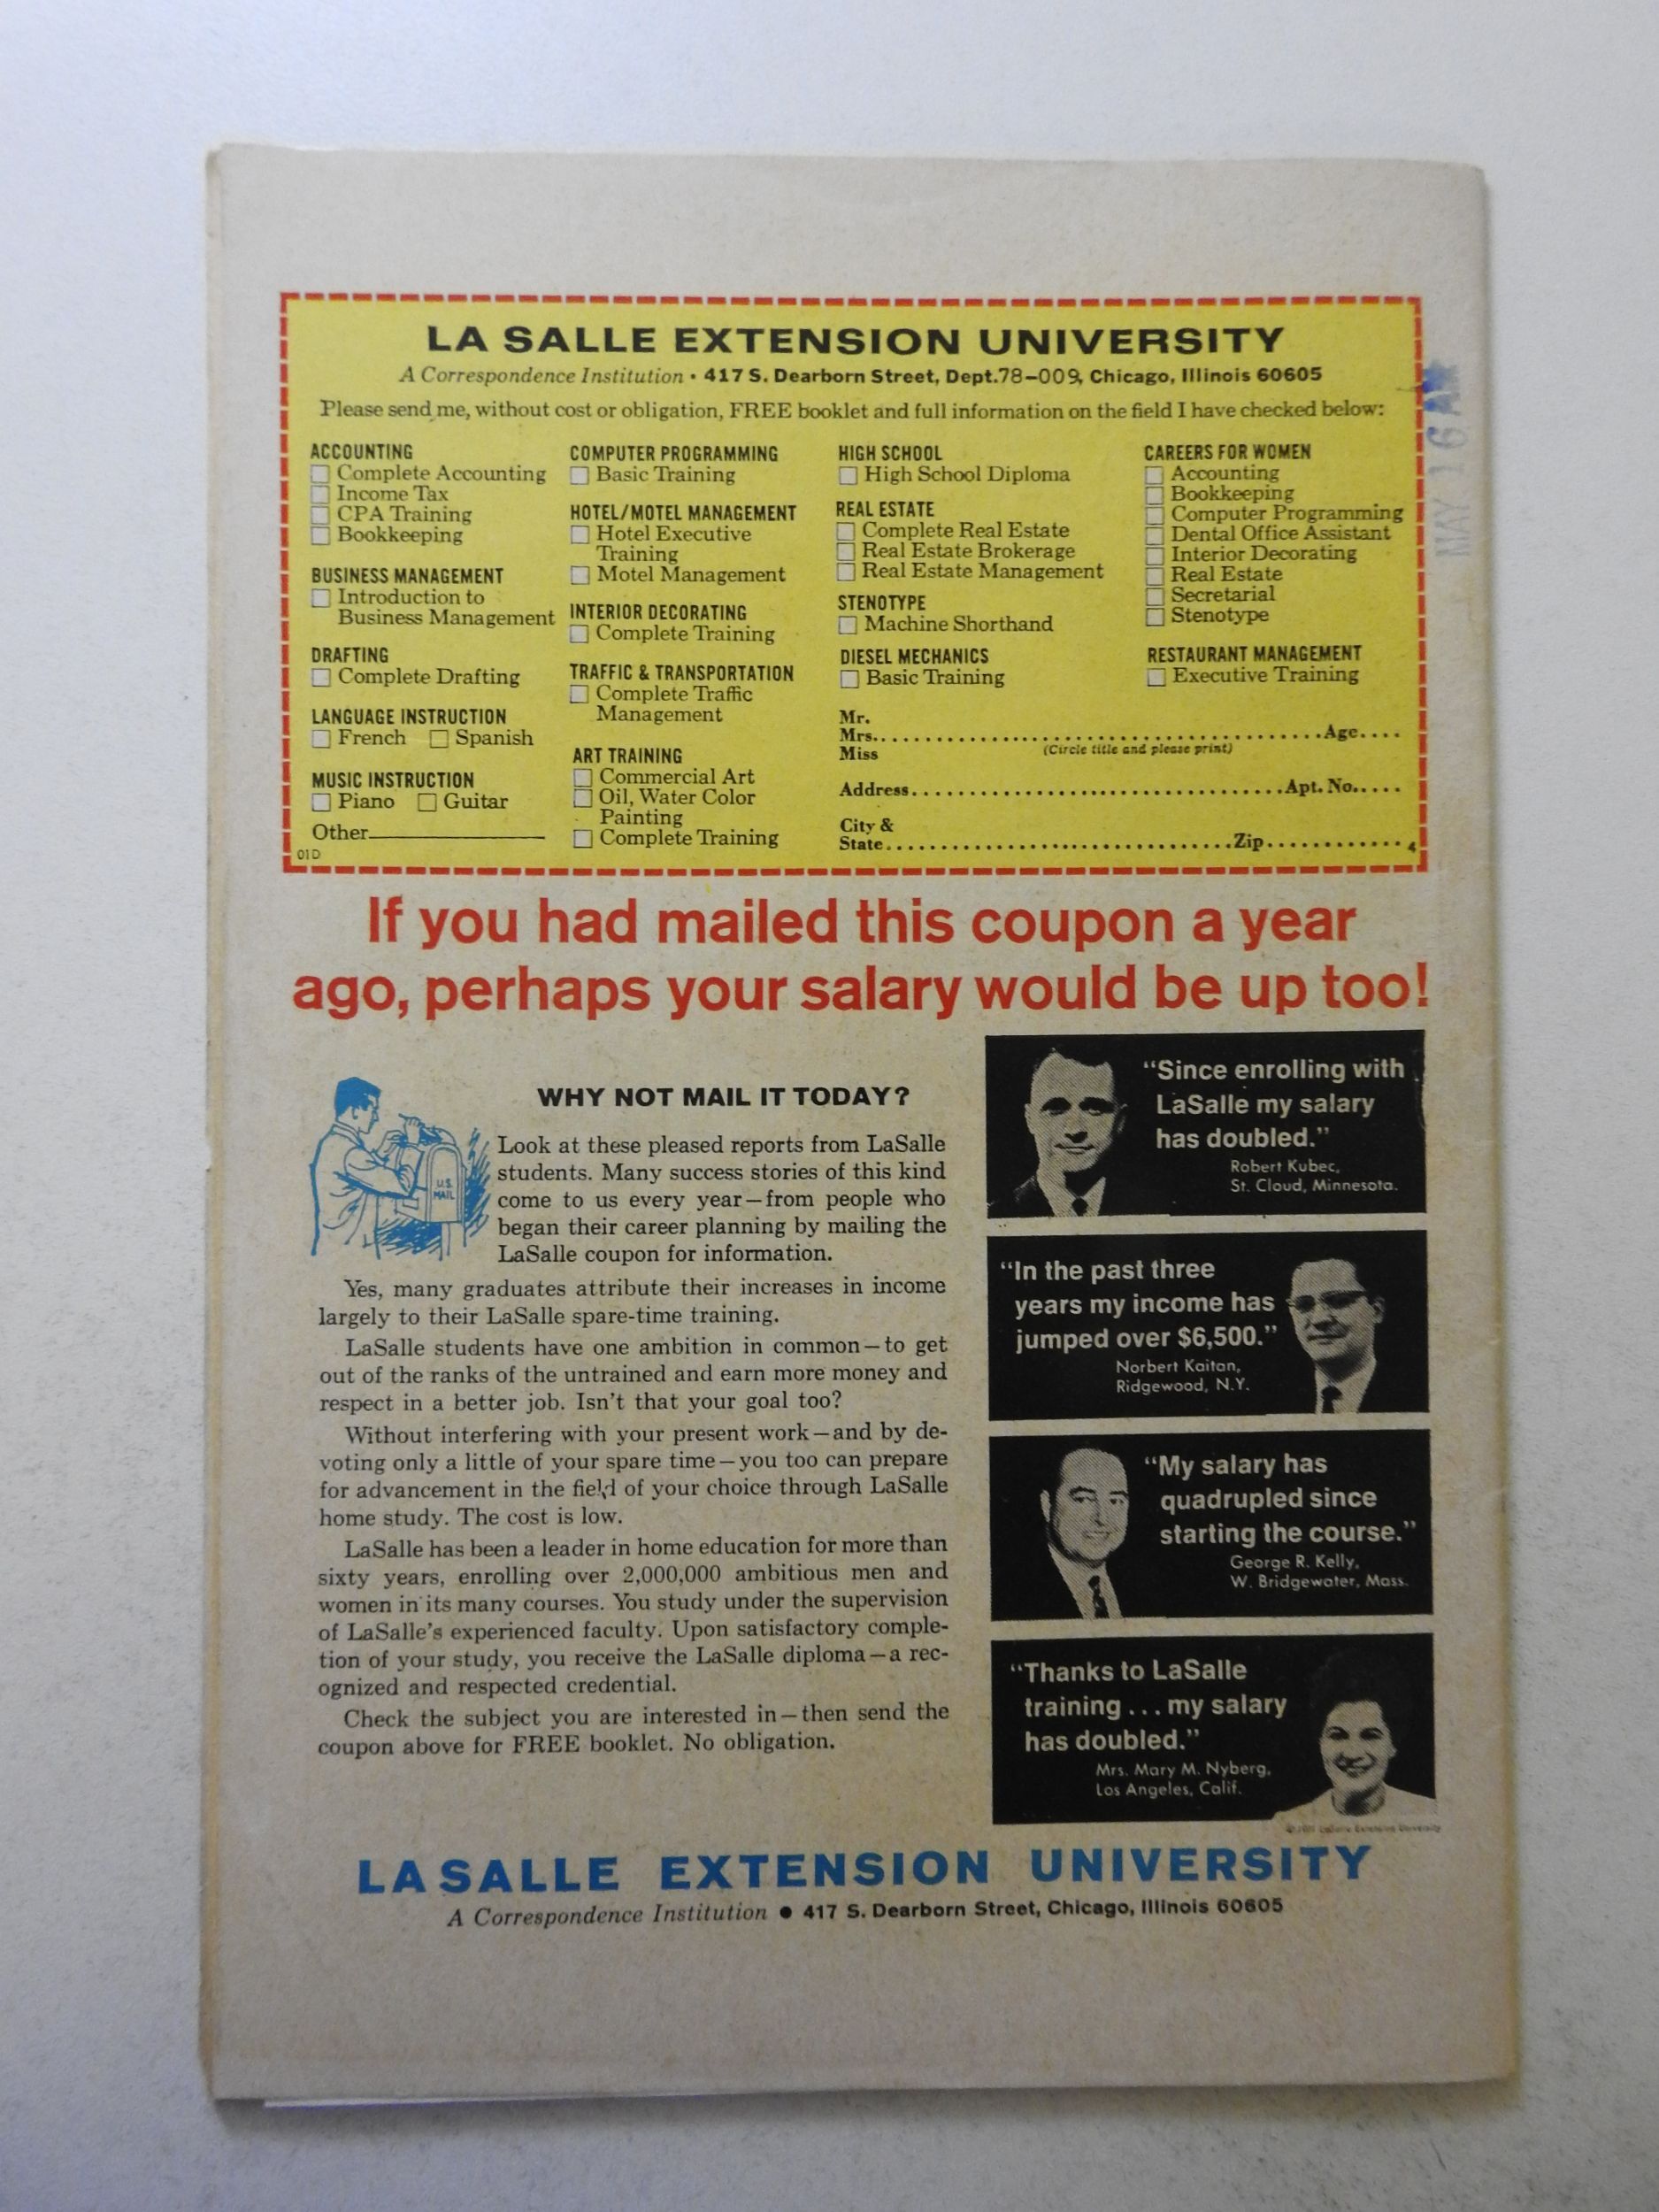 LA SALLE EXTENSION UNIVERSITY
A Correspondence Institution • 417 S. Dearborn Street, Dept.78-009, Chicago, Illinois 60605
Please send me, without cost or obligation, FREE booklet and full information on the field I have checked below:
ACCOUNTING
Complete Accounting
Income Tax
CPA Training
Bookkeeping
BUSINESS MANAGEMENT
Introduction to
Business Management
DRAFTING
Complete Drafting
LANGUAGE INSTRUCTION
French Spanish
MUSIC INSTRUCTION
Piano Guitar
Other
01D
COMPUTER PROGRAMMING
Basic Training
HOTEL/MOTEL MANAGEMENT
Hotel Executive
Training
Motel Management
INTERIOR DECORATING
Complete Training
TRAFFIC & TRANSPORTATION
Complete Traffic
Management
ART TRAINING
Commercial Art
Oil, Water Color
Painting
Complete Training
HIGH SCHOOL
High School Diploma
REAL ESTATE
Complete Real Estate
Real Estate Brokerage
Real Estate Management
STENOTYPE
Machine Shorthand
DIESEL MECHANICS
Basic Training
CAREERS FOR WOMEN
Accounting
Bookkeeping
Computer Programming
Dental Office Assistant
Interior Decorating
Real Estate
Secretarial
Stenotype
RESTAURANT MANAGEMENT
Executive Training
Mr.
Mrs. Age
Miss (Circle title and please print)
Address Apt. No.
City &
State Zip 4
MAY 16 AM
If you had mailed this coupon a year
ago, perhaps your salary would be up too!
WHY NOT MAIL IT TODAY?
U.S.
MAIL
Look at these pleased reports from LaSalle
students. Many success stories of this kind
come to us every year—from people who
began their career planning by mailing the
LaSalle coupon for information.
Yes, many graduates attribute their increases in income
largely to their LaSalle spare-time training.
LaSalle students have one ambition in common—to get
out of the ranks of the untrained and earn more money and
respect in a better job. Isn't that your goal too?
Without interfering with your present work—and by de-
voting only a little of your spare time—you too can prepare
for advancement in the field of your choice through LaSalle
home study. The cost is low.
LaSalle has been a leader in home education for more than
sixty years, enrolling over 2,000,000 ambitious men and
women in its many courses. You study under the supervision
of LaSalle's experienced faculty. Upon satisfactory comple-
tion of your study, you receive the LaSalle diploma—a rec-
ognized and respected credential.
Check the subject you are interested in—then send the
coupon above for FREE booklet. No obligation.
"Since enrolling with
LaSalle my salary
has doubled."
Robert Kubec,
St. Cloud, Minnesota.
"In the past three
years my income has
jumped over $6,500."
Norbert Kaitan,
Ridgewood, N.Y.
"My salary has
quadrupled since
starting the course."
George R. Kelly,
W. Bridgewater, Mass.
"Thanks to LaSalle
training . . . my salary
has doubled."
Mrs. Mary M. Nyberg,
Los Angeles, Calif.
LaSalle Extension University
LA SALLE EXTENSION UNIVERSITY
A Correspondence Institution • 417 S. Dearborn Street, Chicago, Illinois 60605